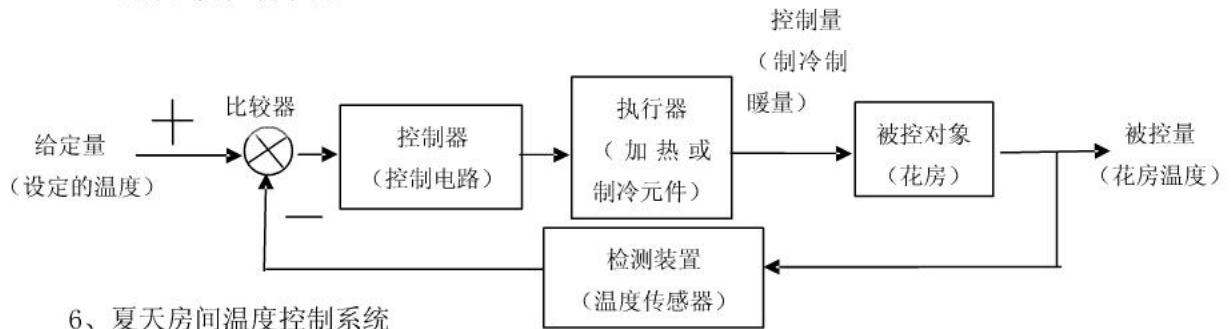 控制量
（制冷制
暖量）
比较器
＋
给定量
（设定的温度）
控制器
（控制电路）
执行器
（加热或
制冷元件）
被控对象
（花房）
被控量
（花房温度）
—
检测装置
（温度传感器）
6、夏天房间温度控制系统